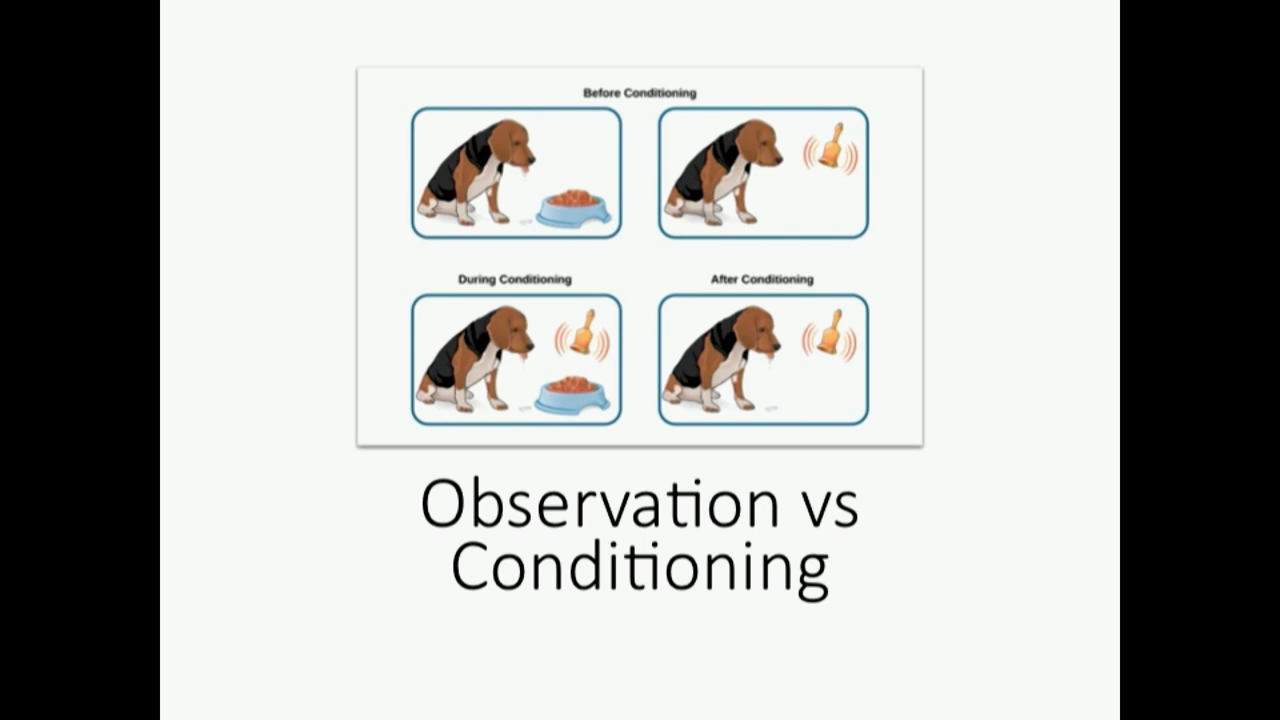 Before Conditioning
During Conditioning
After Conditioning
Observation vs
Conditioning